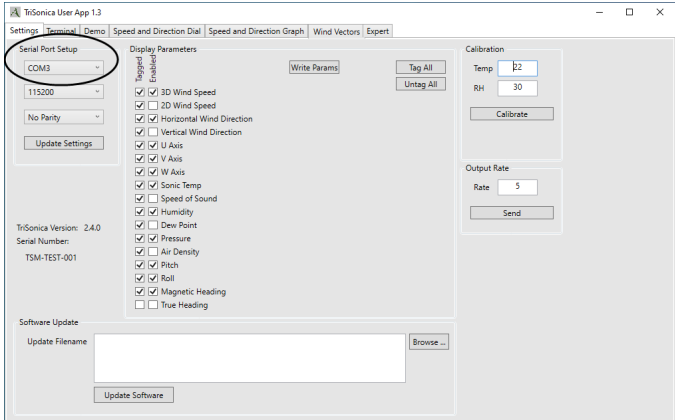 TriSonica User App 1.3
Settings Terminal Demo Speed and Direction Dial Speed and Direction Graph Wind Vectors Expert
Serial Port Setup
COM3
115200
No Parity
Update Settings
TriSonica Version: 2.4.0
Serial Number:
TSM-TEST-001
Display Parameters
Tagged
Enabled
Write Params
Tag All
Untag All
3D Wind Speed
2D Wind Speed
Horizontal Wind Direction
Vertical Wind Direction
U Axis
V Axis
W Axis
Sonic Temp
Speed of Sound
Humidity
Dew Point
Pressure
Air Density
Pitch
Roll
Magnetic Heading
True Heading
Calibration
Temp 22
RH 30
Calibrate
Output Rate
Rate 5
Send
Software Update
Update Filename
Browse ...
Update Software